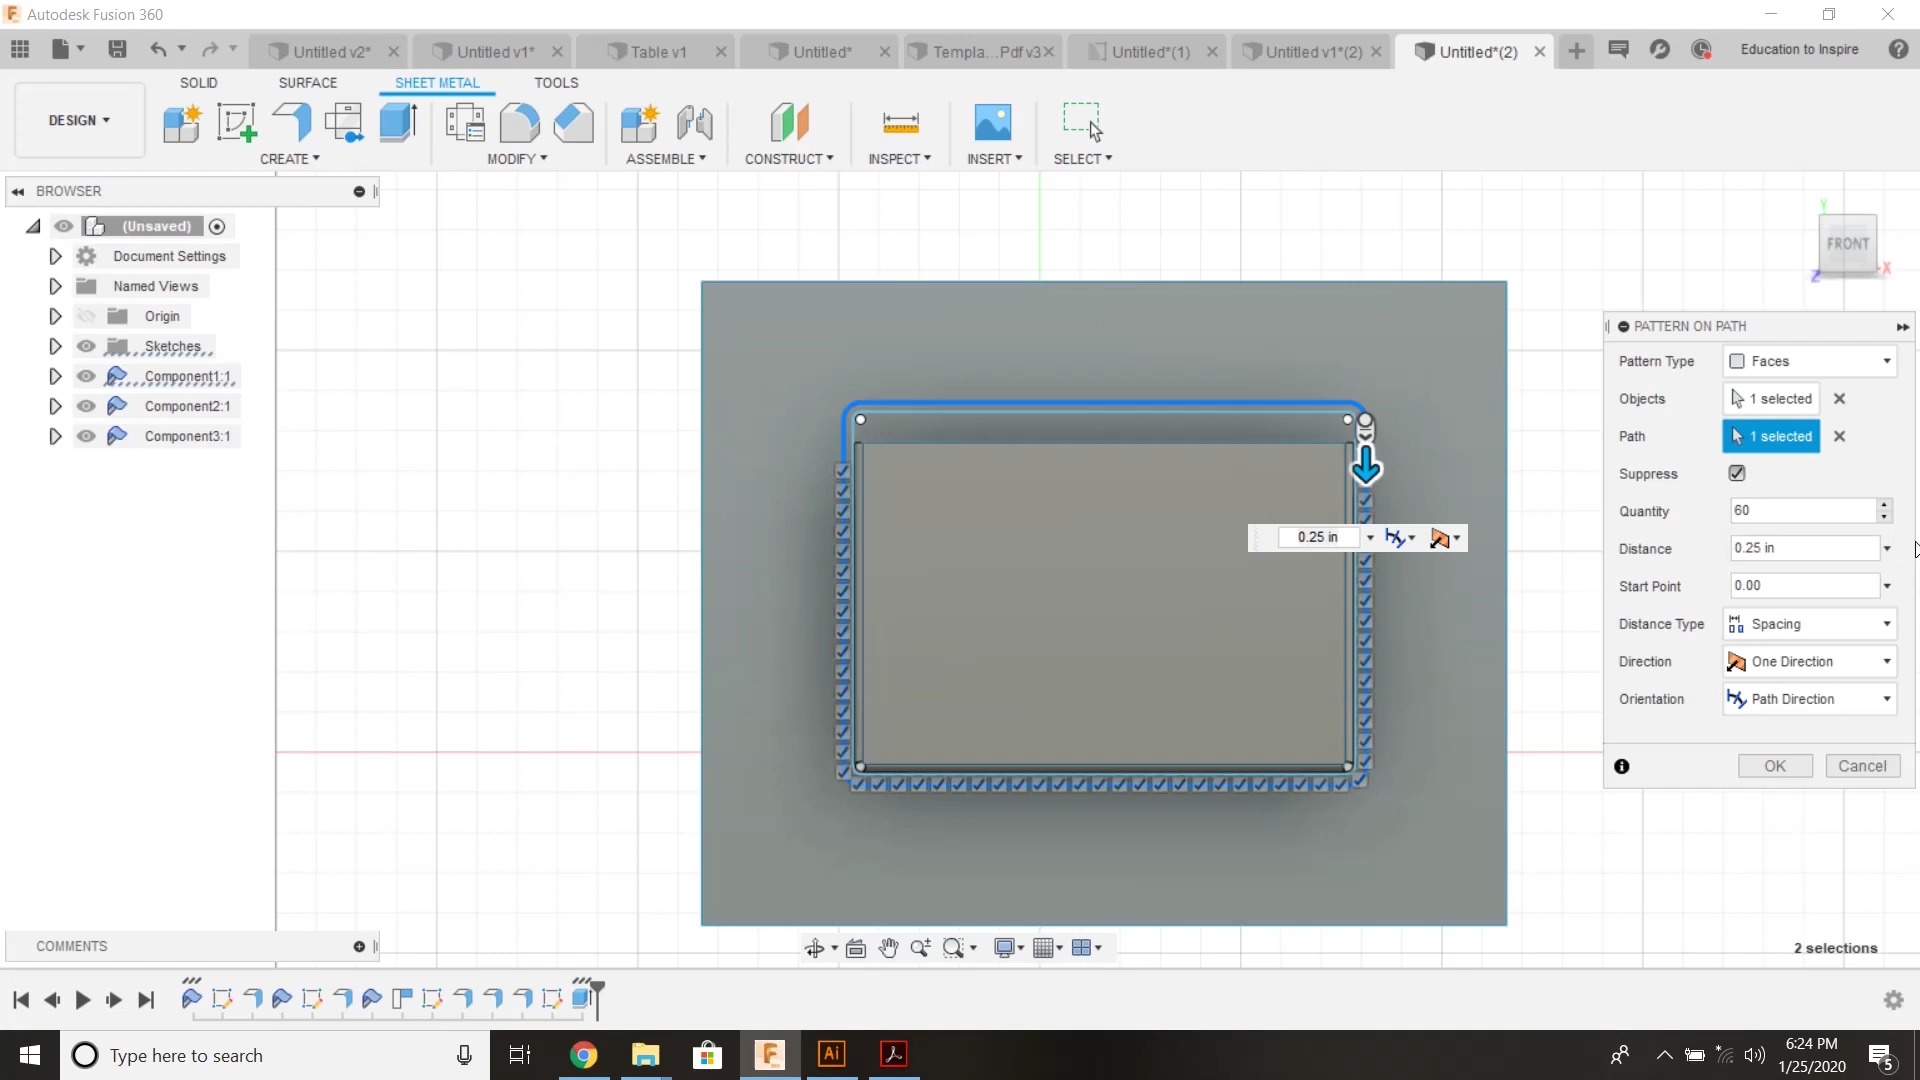 Autodesk Fusion 360
Untitled v2*
Untitled v1*
Table v1
Untitled*
Templa...Pdf v3
Untitled*(1)
Untitled v1*(2)
Untitled*(2)
Education to Inspire
SOLID
SURFACE
SHEET METAL
TOOLS
DESIGN
CREATE
MODIFY
ASSEMBLE
CONSTRUCT
INSPECT
INSERT
SELECT
BROWSER
(Unsaved)
Document Settings
Named Views
Origin
Sketches
Component1:1
Component2:1
Component3:1
Y
FRONT
X
Z
0.25 in
PATTERN ON PATH
Pattern Type Faces
Objects 1 selected
Path 1 selected
Suppress
Quantity 60
Distance 0.25 in
Start Point 0.00
Distance Type Spacing
Direction One Direction
Orientation Path Direction
OK Cancel
COMMENTS
2 selections
Type here to search
Ai
6:24 PM
1/25/2020
5